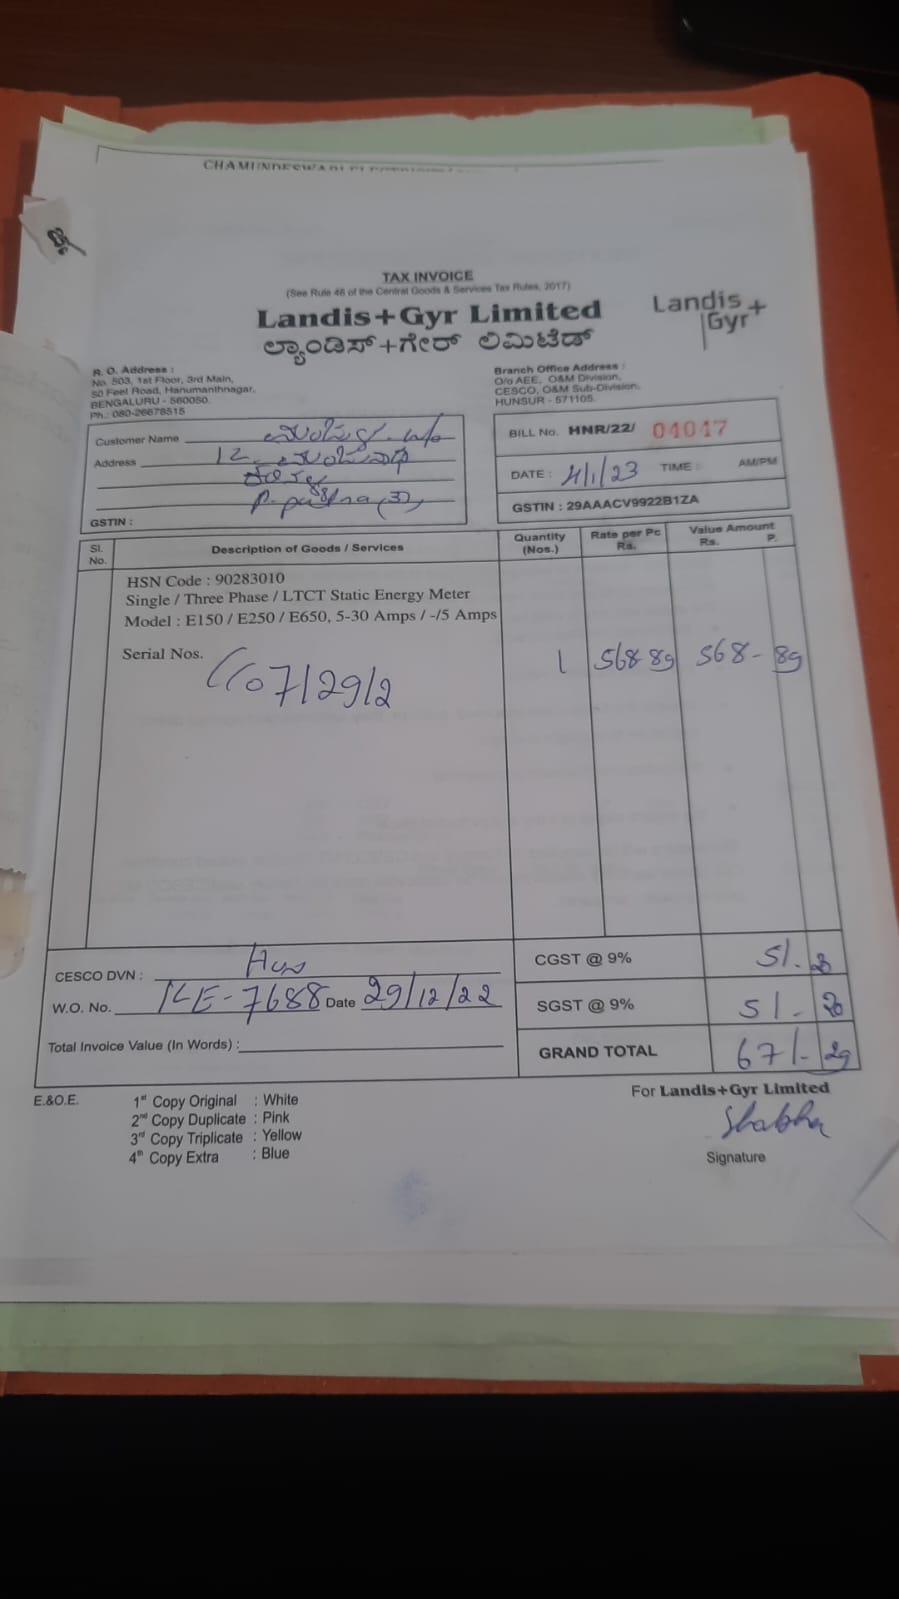 TAX INVOICE
(See Rule 46 of the Central Goods & Services Tax Rules, 2017)
Landis+Gyr Limited
ಲ್ಯಾಂಡಿಸ್+ಗೇರ್ ಲಿಮಿಟೆಡ್
Landis+
Gyr
R. O. Address :
No. 503, 1st Floor, 3rd Main,
50 Feet Road, Hanumanthnagar,
BENGALURU - 560050.
Ph.: 080-26678515
Branch Office Address :
O/o AEE, O&M Division,
CESCO, O&M Sub-Division,
HUNSUR - 571105.
Customer Name
Address
GSTIN :
BILL No. HNR/22/ 04047
DATE : 4/1/23 TIME : AM/PM
GSTIN : 29AAACV9922B1ZA
Sl. No. Description of Goods / Services Quantity (Nos.) Rate per Pc Rs. Value Amount Rs. P.
HSN Code : 90283010
Single / Three Phase / LTCT Static Energy Meter
Model : E150 / E250 / E650, 5-30 Amps / -/5 Amps
Serial Nos. 1 568 89 568 - 89
CESCO DVN : Hun
W.O. No. 7688 Date 29/12/22
Total Invoice Value (In Words) :
CGST @ 9% 51. 20
SGST @ 9% 51 - 20
GRAND TOTAL 671 - 29
E.&O.E.
1st Copy Original : White
2nd Copy Duplicate : Pink
3rd Copy Triplicate : Yellow
4th Copy Extra : Blue
For Landis+Gyr Limited
Signature